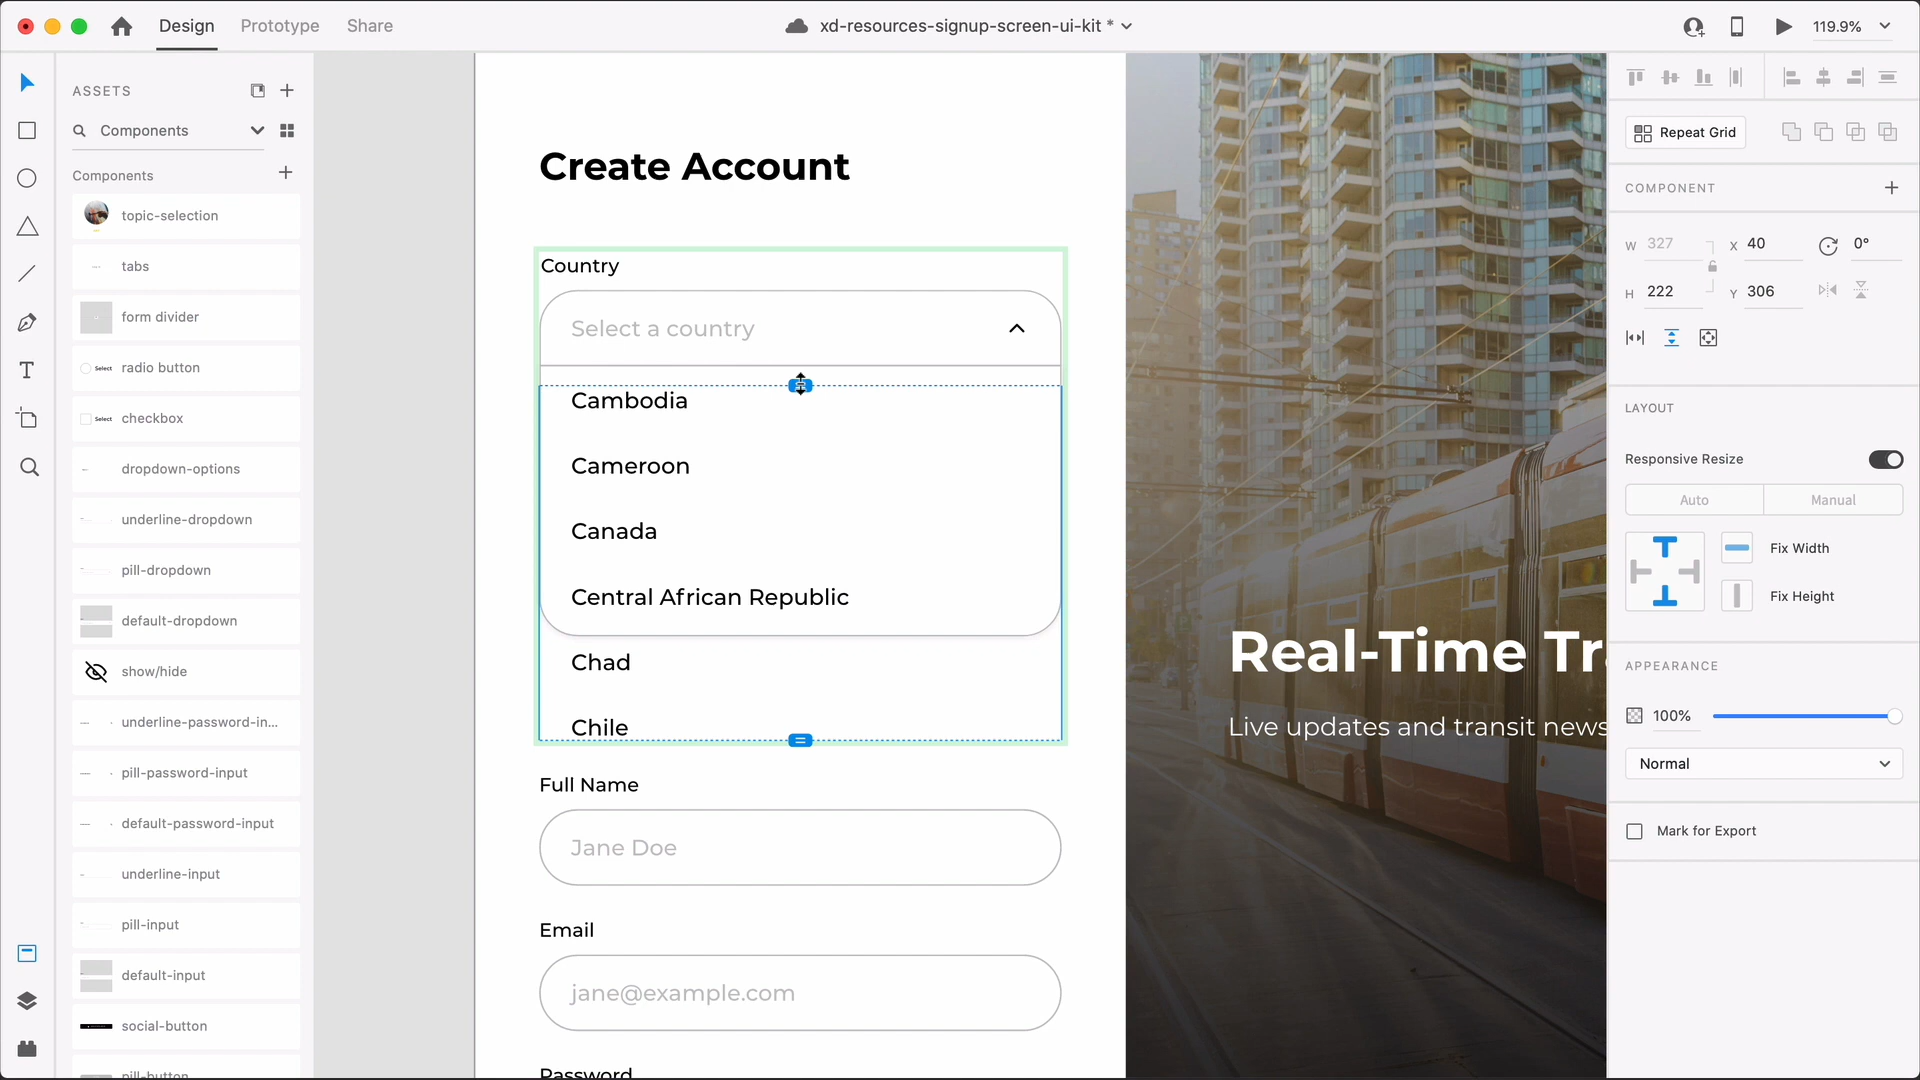 Design Prototype Share
xd-resources-signup-screen-ui-kit *
119.9%
ASSETS
Components
Components
topic-selection
tabs
form divider
Select radio button
Select checkbox
dropdown-options
underline-dropdown
pill-dropdown
default-dropdown
show/hide
underline-password-in...
pill-password-input
default-password-input
underline-input
pill-input
default-input
social-button
pill-button
Create Account
Country
Select a country
Cambodia
Cameroon
Canada
Central African Republic
Chad
Chile
Full Name
Jane Doe
Email
jane@example.com
Password
Real-Time Tr
Live updates and transit news
Repeat Grid
COMPONENT
W 327 X 40 0°
H 222 Y 306
LAYOUT
Responsive Resize
Auto Manual
Fix Width
Fix Height
APPEARANCE
100%
Normal
Mark for Export